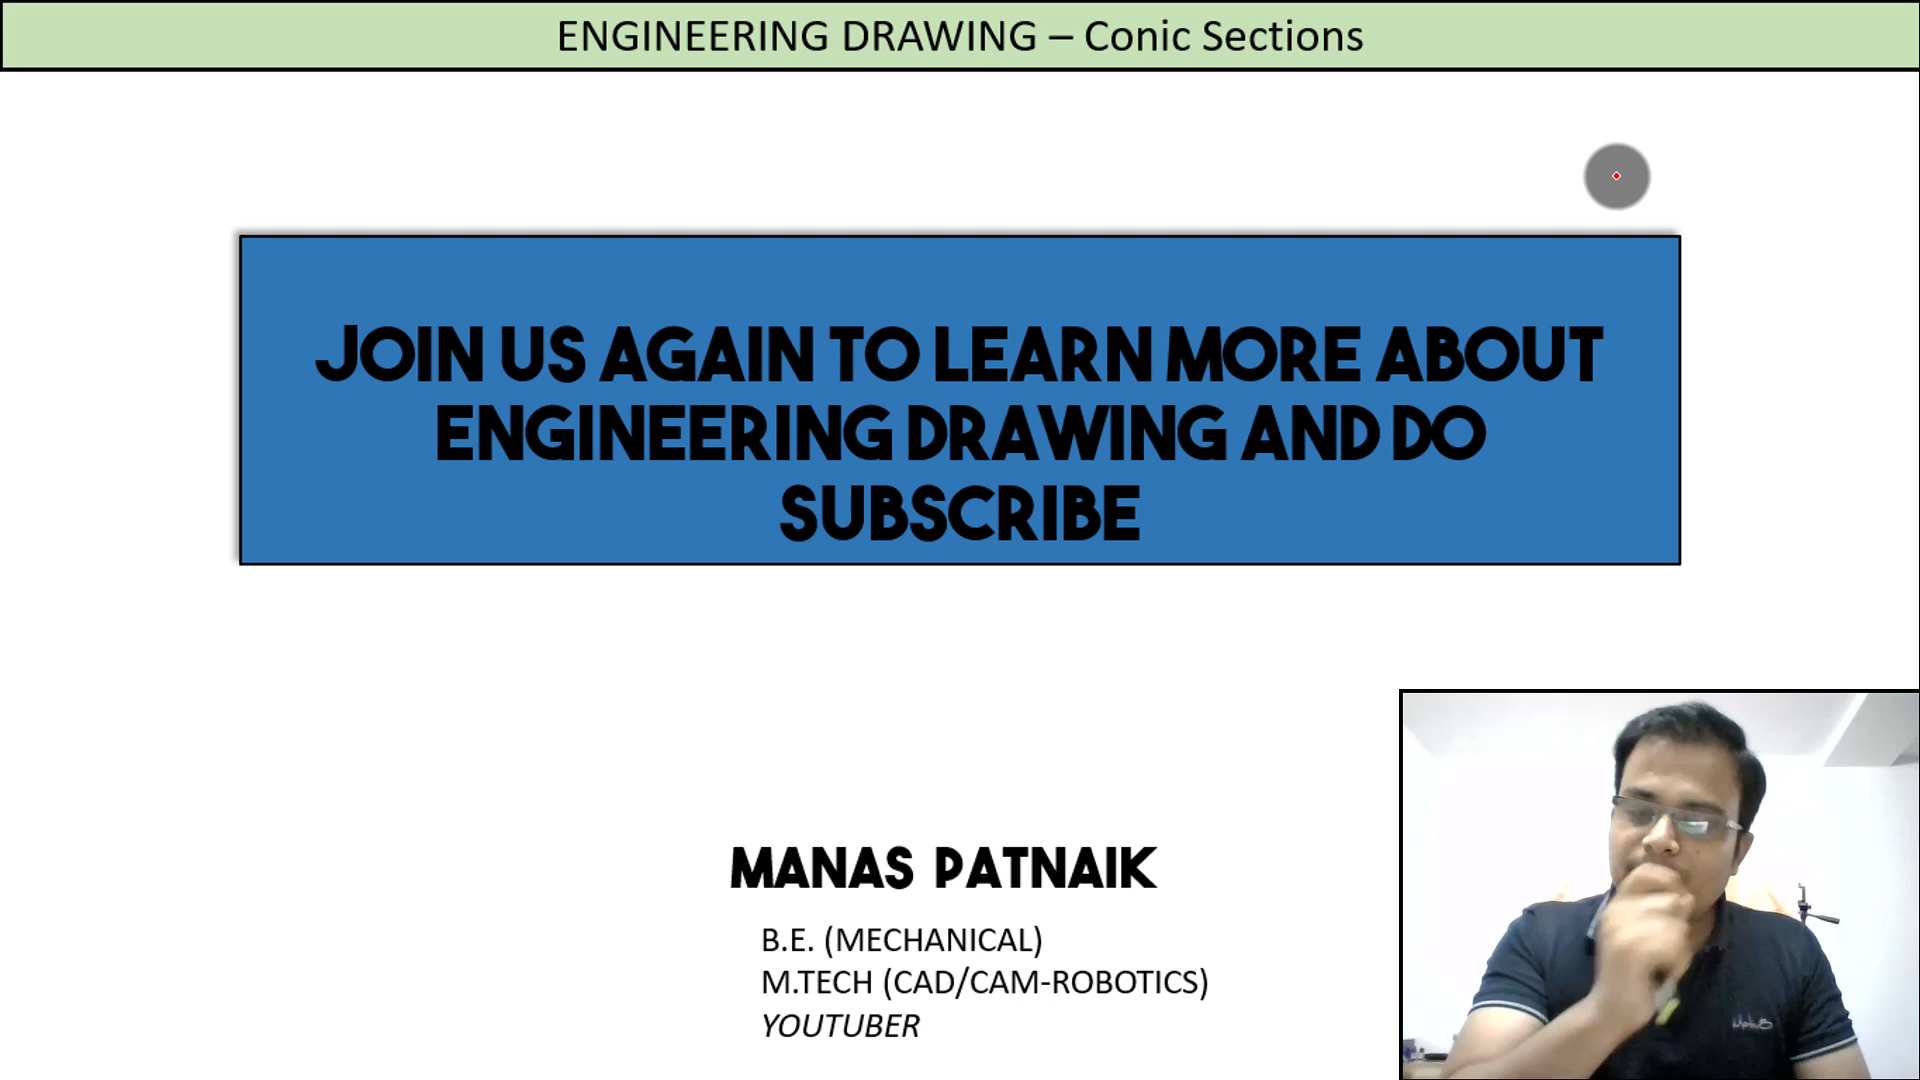 ENGINEERING DRAWING – Conic Sections
JOIN US AGAIN TO LEARN MORE ABOUT
ENGINEERING DRAWING AND DO
SUBSCRIBE
MANAS PATNAIK
B.E. (MECHANICAL)
M.TECH (CAD/CAM-ROBOTICS)
YOUTUBER